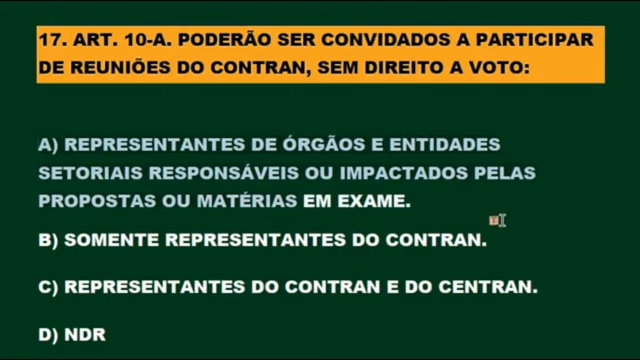 17. ART. 10-A. PODERÃO SER CONVIDADOS A PARTICIPAR
DE REUNIÕES DO CONTRAN, SEM DIREITO A VOTO:
A) REPRESENTANTES DE ÓRGÃOS E ENTIDADES
SETORIAIS RESPONSÁVEIS OU IMPACTADOS PELAS
PROPOSTAS OU MATÉRIAS EM EXAME.
B) SOMENTE REPRESENTANTES DO CONTRAN.
C) REPRESENTANTES DO CONTRAN E DO CENTRAN.
D) NDR